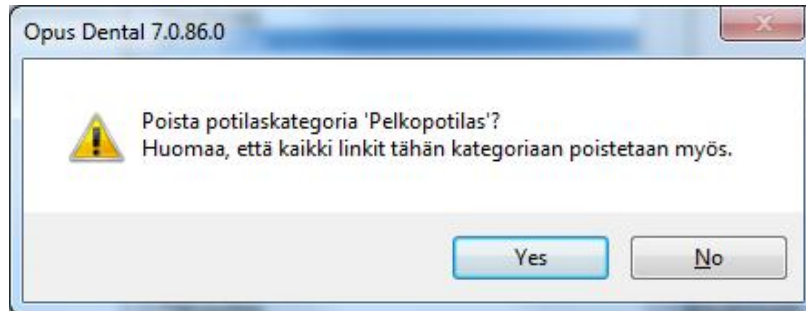 Opus Dental 7.0.86.0
Poista potilaskategoria 'Pelkopotilas'?
Huomaa, että kaikki linkit tähän kategoriaan poistetaan myös.
Yes
No